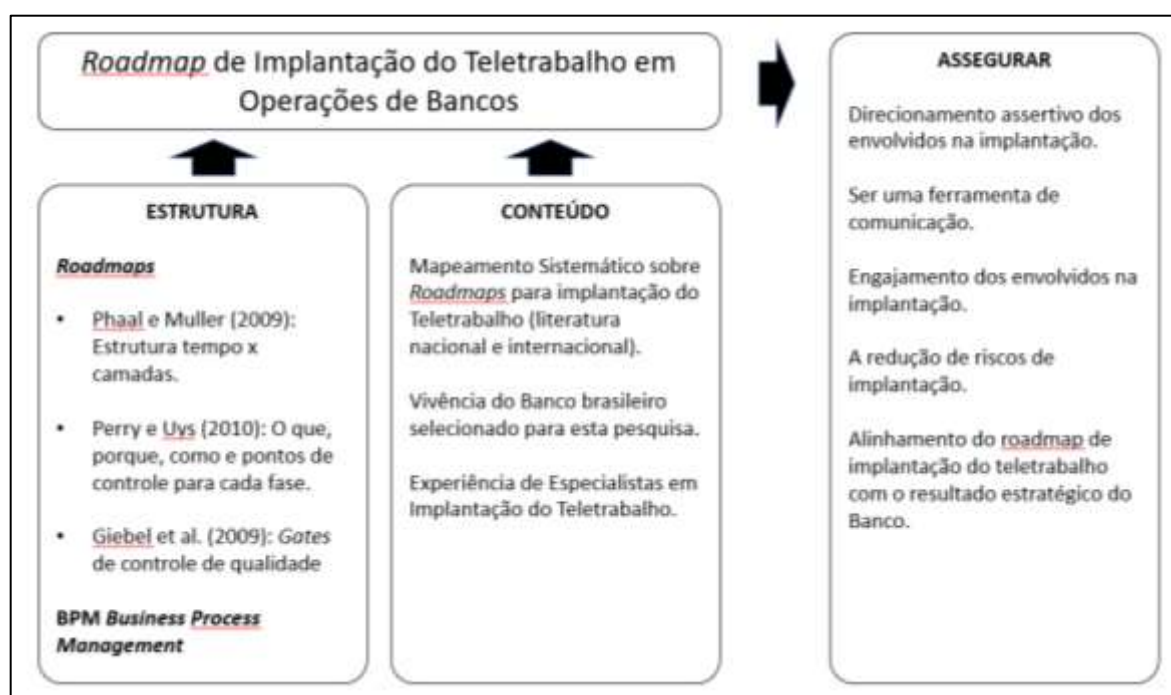 Roadmap de Implantação do Teletrabalho em
Operações de Bancos
ESTRUTURA
Roadmaps
• Phaal e Muller (2009):
Estrutura tempo x
camadas.
• Perry e Uys (2010): O que,
porque, como e pontos de
controle para cada fase.
• Giebel et al. (2009): Gates
de controle de qualidade
BPM Business Process
Management
CONTEÚDO
Mapeamento Sistemático sobre
Roadmaps para implantação do
Teletrabalho (literatura
nacional e internacional).
Vivência do Banco brasileiro
selecionado para esta pesquisa.
Experiência de Especialistas em
Implantação do Teletrabalho.
ASSEGURAR
Direcionamento assertivo dos
envolvidos na implantação.
Ser uma ferramenta de
comunicação.
Engajamento dos envolvidos na
implantação.
A redução de riscos de
implantação.
Alinhamento do roadmap de
implantação do teletrabalho
com o resultado estratégico do
Banco.